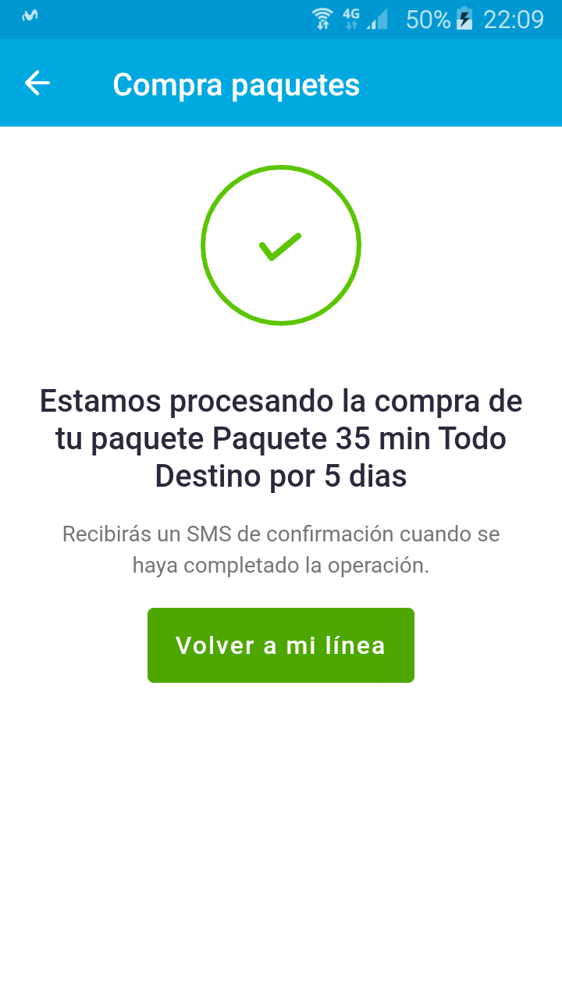 4G 50% 22:09
Compra paquetes
Estamos procesando la compra de
tu paquete Paquete 35 min Todo
Destino por 5 dias
Recibirás un SMS de confirmación cuando se
haya completado la operación.
Volver a mi línea